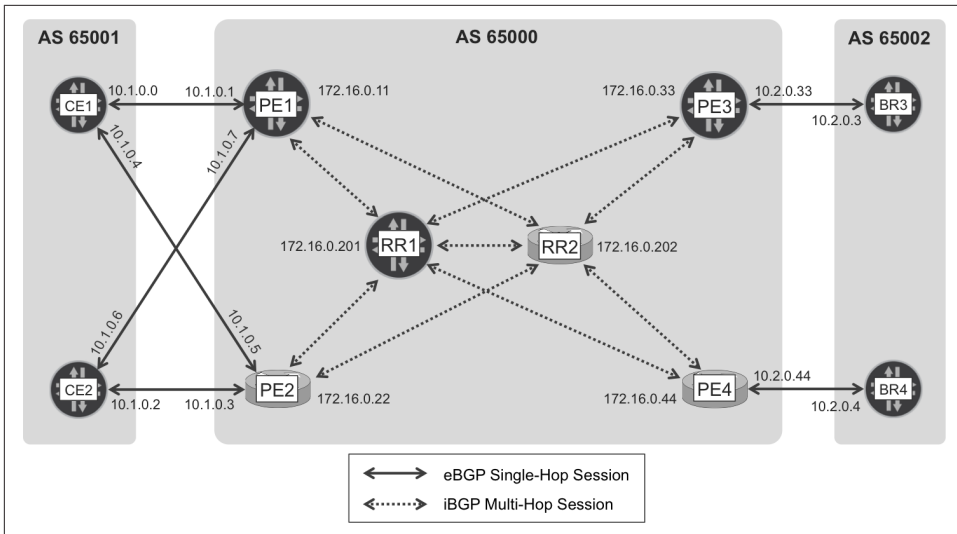 AS 65001
AS 65000
AS 65002
CE1
10.1.0.0
10.1.0.1
PE1
172.16.0.11
172.16.0.33
PE3
10.2.0.33
10.2.0.3
BR3
10.1.0.4
10.1.0.7
172.16.0.201
RR1
RR2
172.16.0.202
10.1.0.6
10.1.0.5
CE2
10.1.0.2
10.1.0.3
PE2
172.16.0.22
172.16.0.44
PE4
10.2.0.44
10.2.0.4
BR4
eBGP Single-Hop Session
iBGP Multi-Hop Session